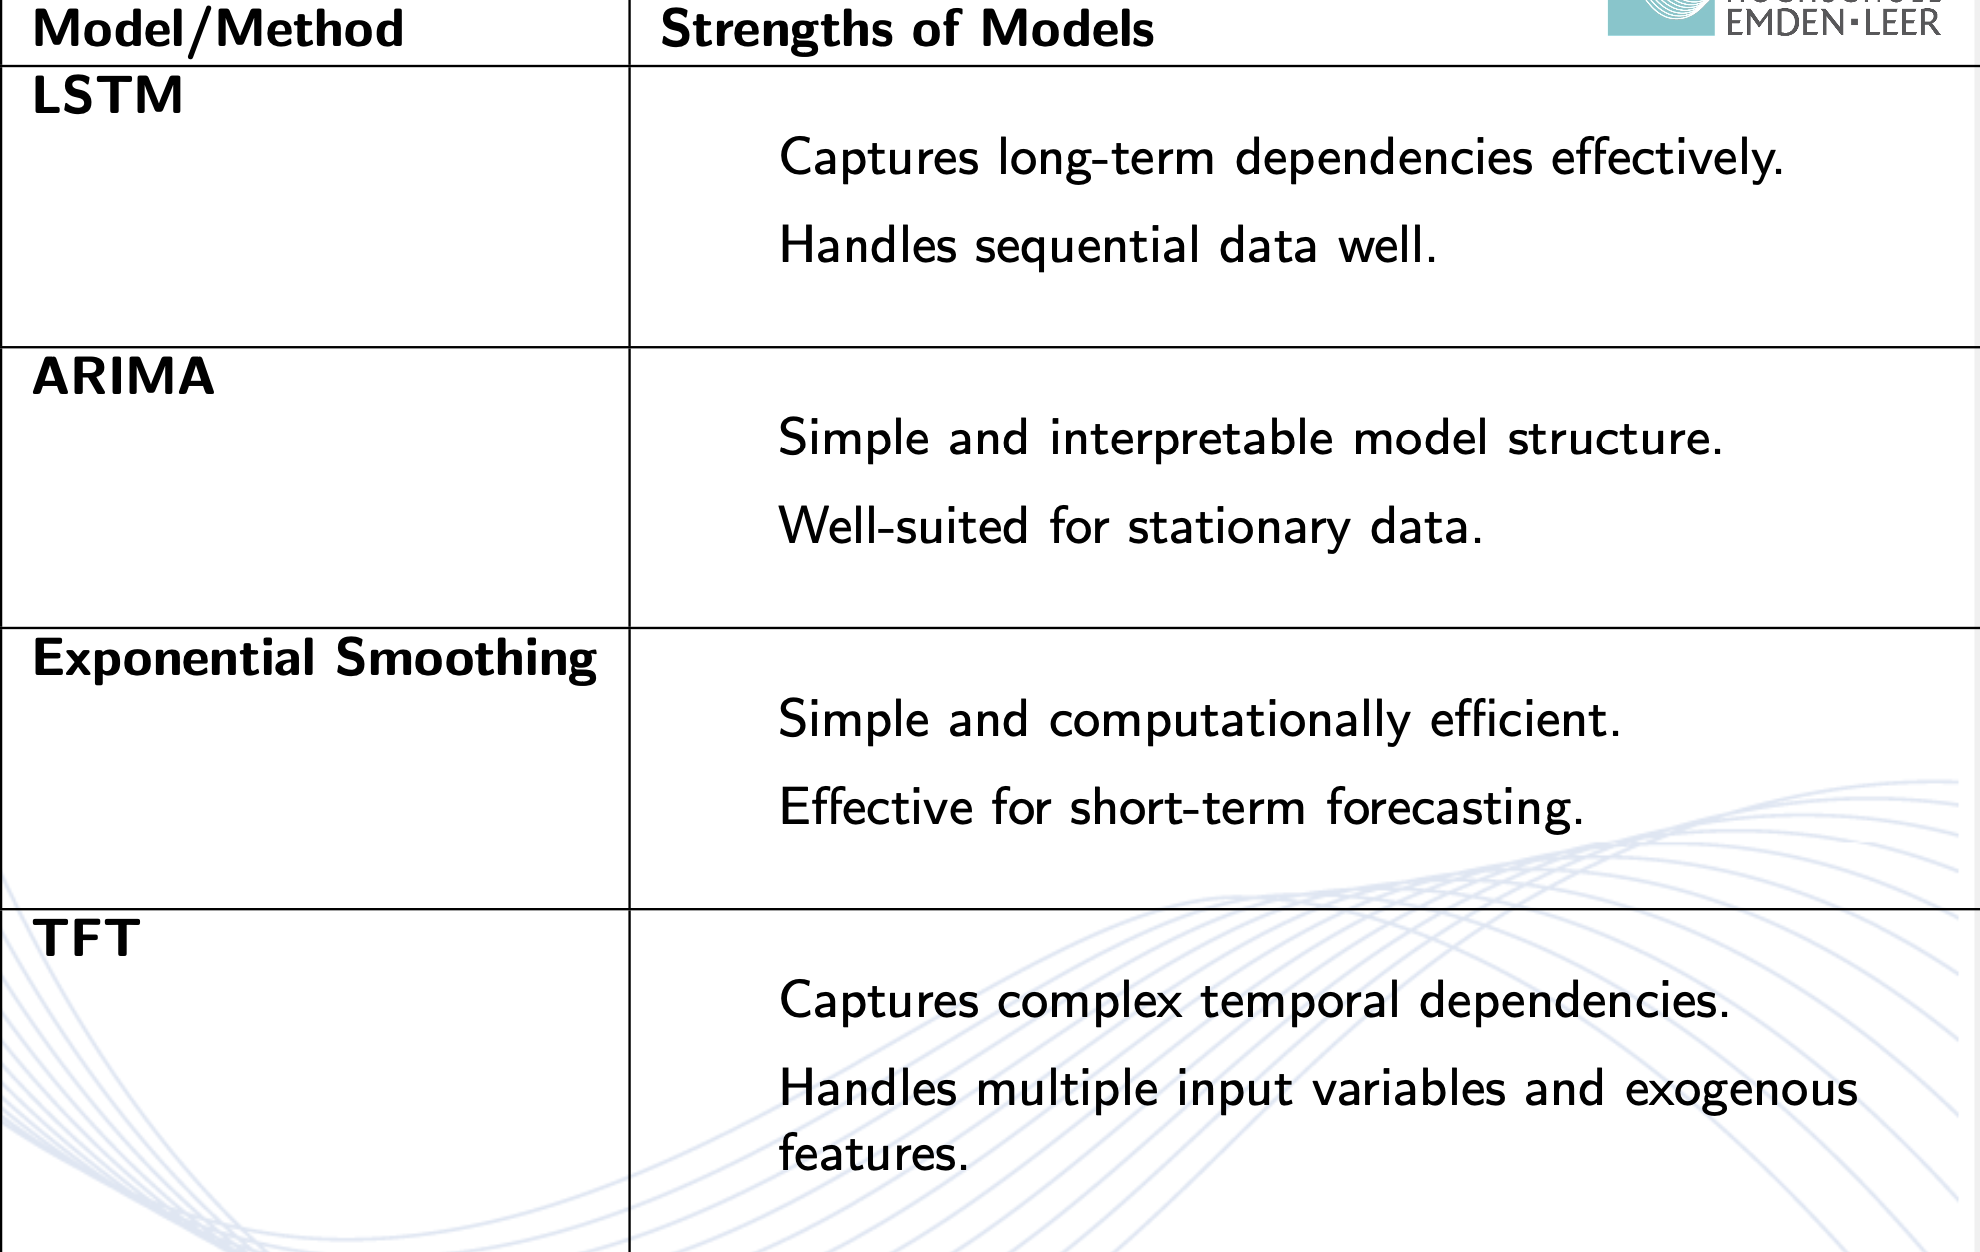 Model/Method
Strengths of Models
EMDEN▪LEER
LSTM
Captures long-term dependencies effectively.
Handles sequential data well.
ARIMA
Simple and interpretable model structure.
Well-suited for stationary data.
Exponential Smoothing
Simple and computationally efficient.
Effective for short-term forecasting.
TFT
Captures complex temporal dependencies.
Handles multiple input variables and exogenous
features.